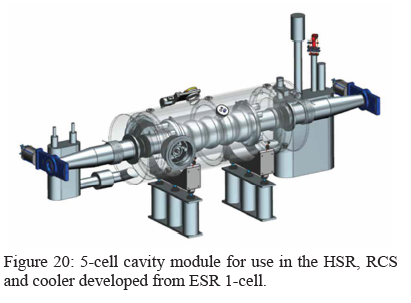 Figure 20: 5-cell cavity module for use in the HSR, RCS
and cooler developed from ESR 1-cell.